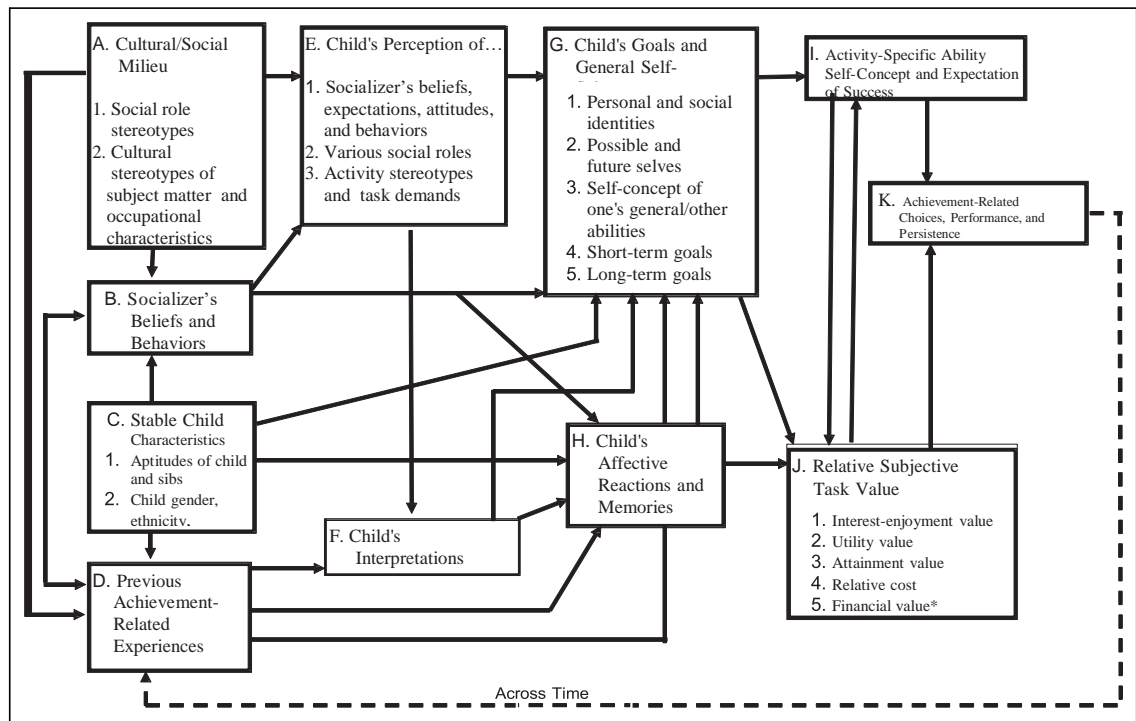 A. Cultural/Social
Milieu
1. Social role
stereotypes
2. Cultural
stereotypes of
subject matter and
occupational
characteristics
B. Socializer's
Beliefs and
Behaviors
C. Stable Child
Characteristics
1. Aptitudes of child
and sibs
2. Child gender,
ethnicity.
D. Previous
Achievement-
Related
Experiences
E. Child's Perception of…
1. Socializer's beliefs,
expectations, attitudes,
and behaviors
2. Various social roles
3. Activity stereotypes
and task demands
F. Child's
Interpretations
G. Child's Goals and
General Self-
1. Personal and social
identities
2. Possible and
future selves
3. Self-concept of
one's general/other
abilities
4. Short-term goals
5. Long-term goals
H. Child's
Affective
Reactions and
Memories
I. Activity-Specific Ability
Self-Concept and Expectation
of Success
J. Relative Subjective
Task Value
1. Interest-enjoyment value
2. Utility value
3. Attainment value
4. Relative cost
5. Financial value*
K. Achievement-Related
Choices, Performance, and
Persistence
Across Time